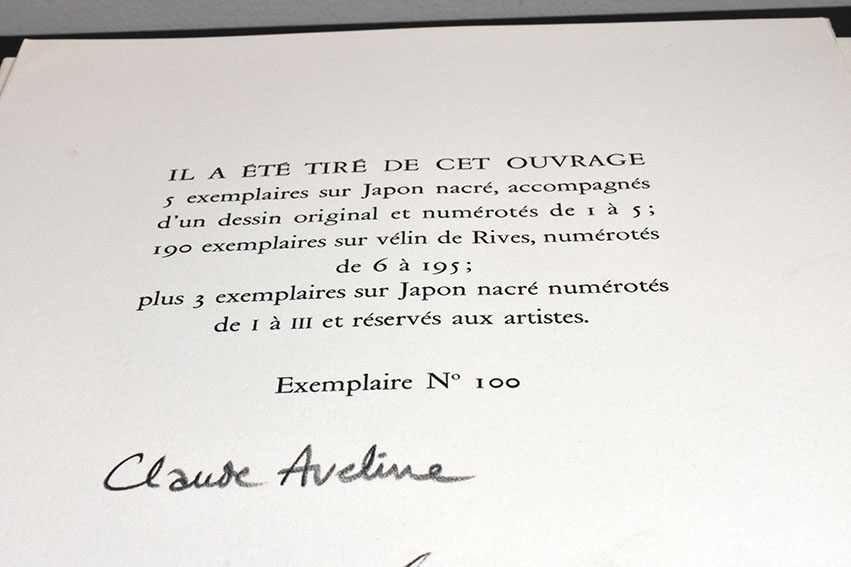 IL A ÉTÉ TIRÉ DE CET OUVRAGE
5 exemplaires sur Japon nacré, accompagnés
d'un dessin original et numérotés de 1 à 5 ;
190 exemplaires sur vélin de Rives, numérotés
de 6 à 195 ;
plus 3 exemplaires sur Japon nacré numérotés
de I à III et réservés aux artistes.
Exemplaire Nº 100
Claude Aveline